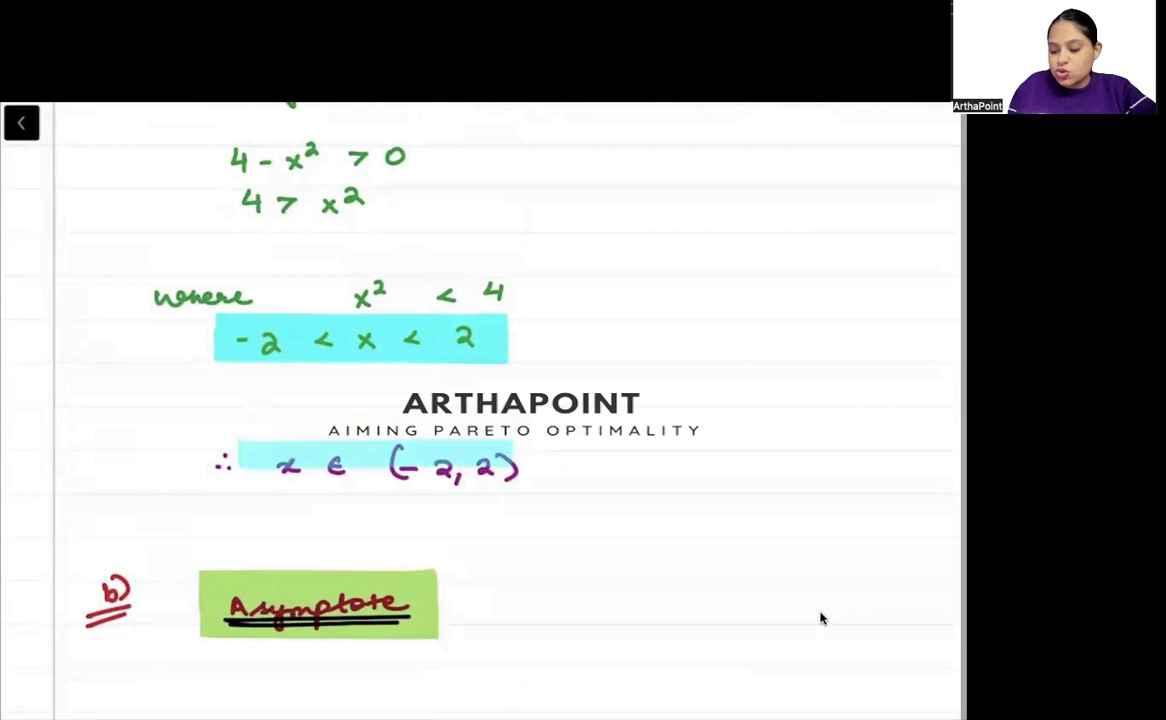 ArthaPoint
4 - x² > 0
4 > x²
where x² < 4
-2 < x < 2
ARTHAPOINT
AIMING PARETO OPTIMALITY
∴ x ∈ (-2, 2)
b) Asymptote